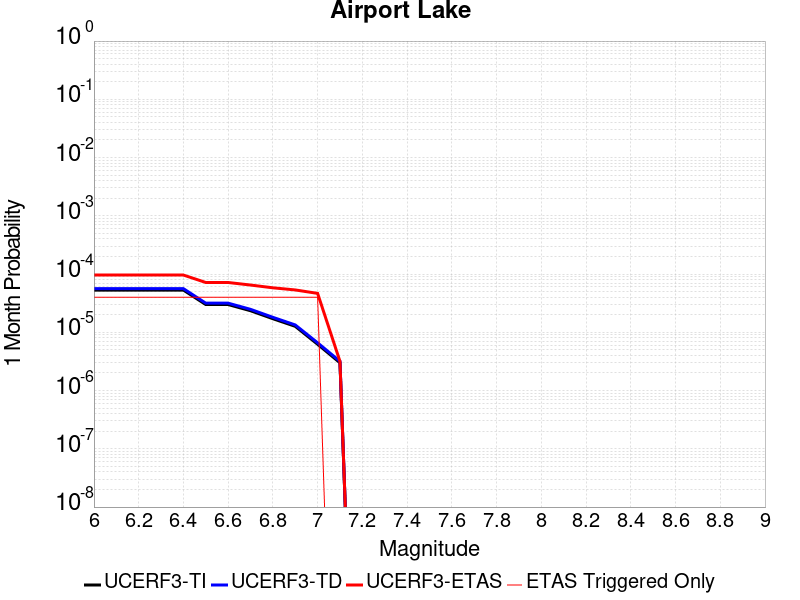 Airport Lake
10^0
10^-1
10^-2
10^-3
10^-4
10^-5
10^-6
10^-7
10^-8
1 Month Probability
6 6.2 6.4 6.6 6.8 7 7.2 7.4 7.6 7.8 8 8.2 8.4 8.6 8.8 9
Magnitude
UCERF3-TI UCERF3-TD UCERF3-ETAS ETAS Triggered Only